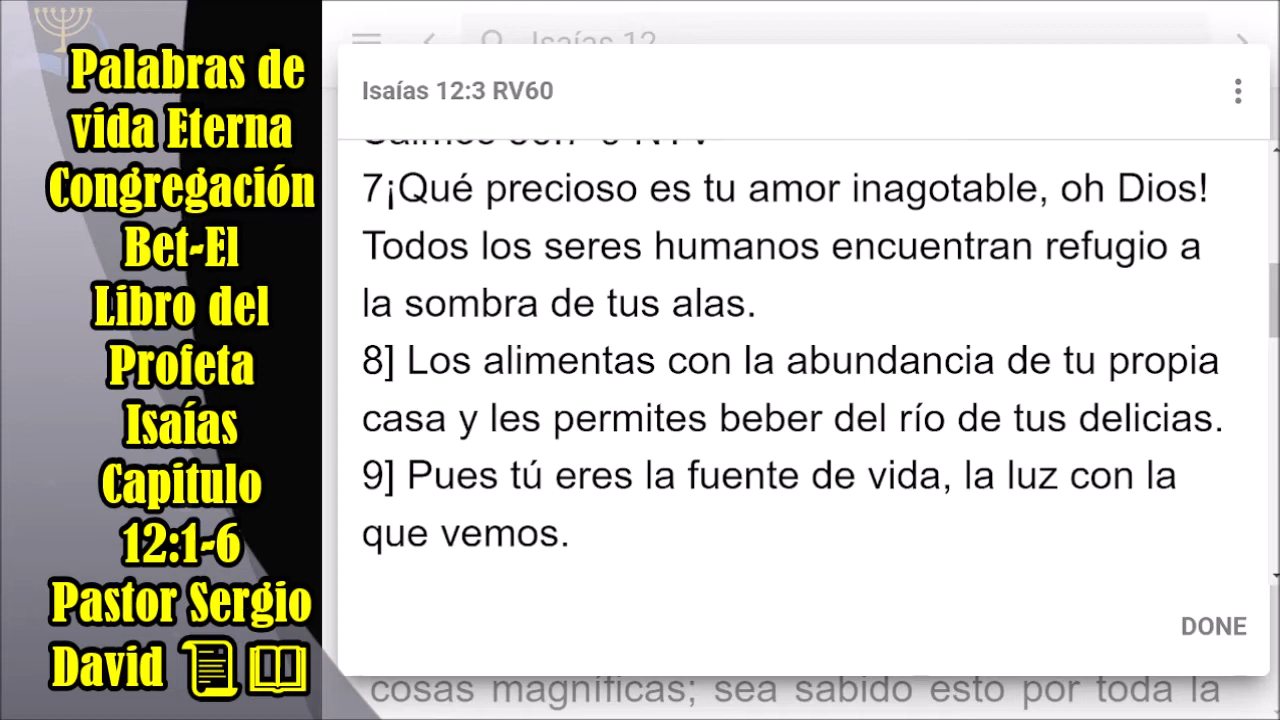 Palabras de
vida Eterna
Congregación
Bet-El
Libro del
Profeta
Isaías
Capitulo
12:1-6
Pastor Sergio
David
Isaías 12
Isaías 12:3 RV60
7¡Qué precioso es tu amor inagotable, oh Dios!
Todos los seres humanos encuentran refugio a
la sombra de tus alas.
8] Los alimentas con la abundancia de tu propia
casa y les permites beber del río de tus delicias.
9] Pues tú eres la fuente de vida, la luz con la
que vemos.
DONE
cosas magníficas; sea sabido esto por toda la